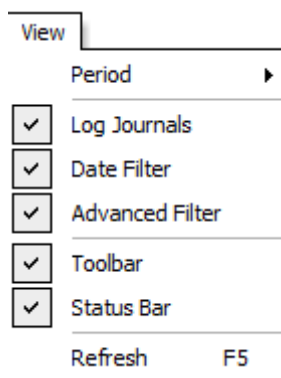 View
Period
Log Journals
Date Filter
Advanced Filter
Toolbar
Status Bar
Refresh F5